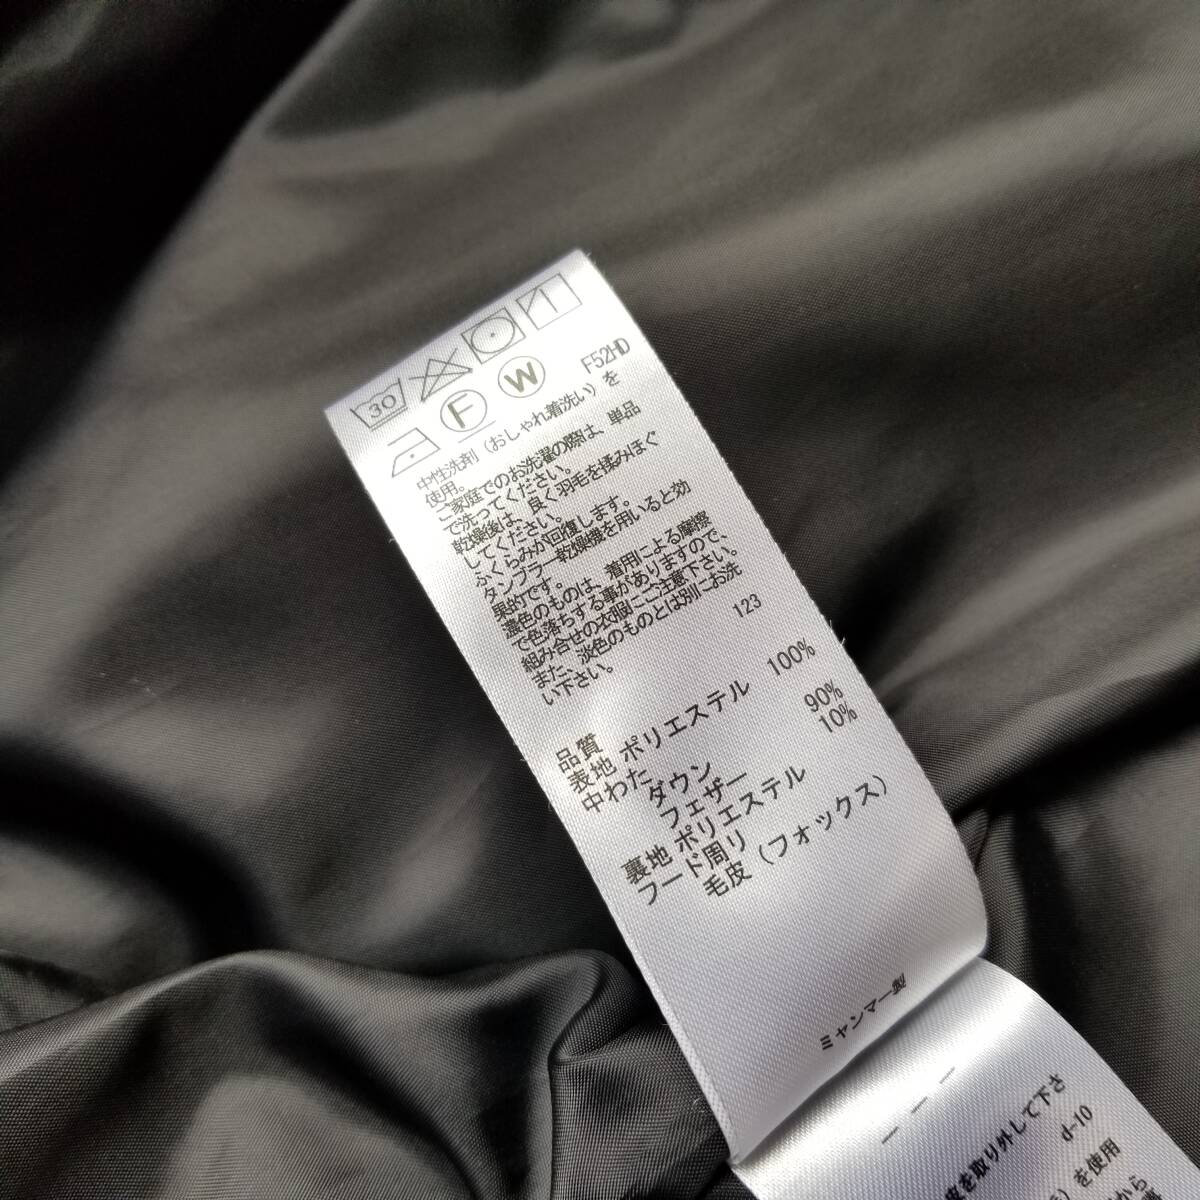 30
F W F52HD
中性洗剤（おしゃれ着洗い）を
使用。
ご家庭でのお洗濯の際は、単品
で洗ってください。
乾燥後は、良く羽毛を揉みほぐ
してください。
ふくらみが回復します。
タンブラー乾燥機を用いると効
果的です。
濃色のものは、着用による摩擦
で色落ちする事がありますので、
組み合せの衣服にご注意下さい。
また、淡色のものとは別にお洗
い下さい。
123
品質
表地 ポリエステル 100%
中わた
ダウン 90%
フェザー 10%
裏地 ポリエステル
フード周り
毛皮（フォックス）
ミャンマー製
を取り外して下さ
d-10
）を使用
から